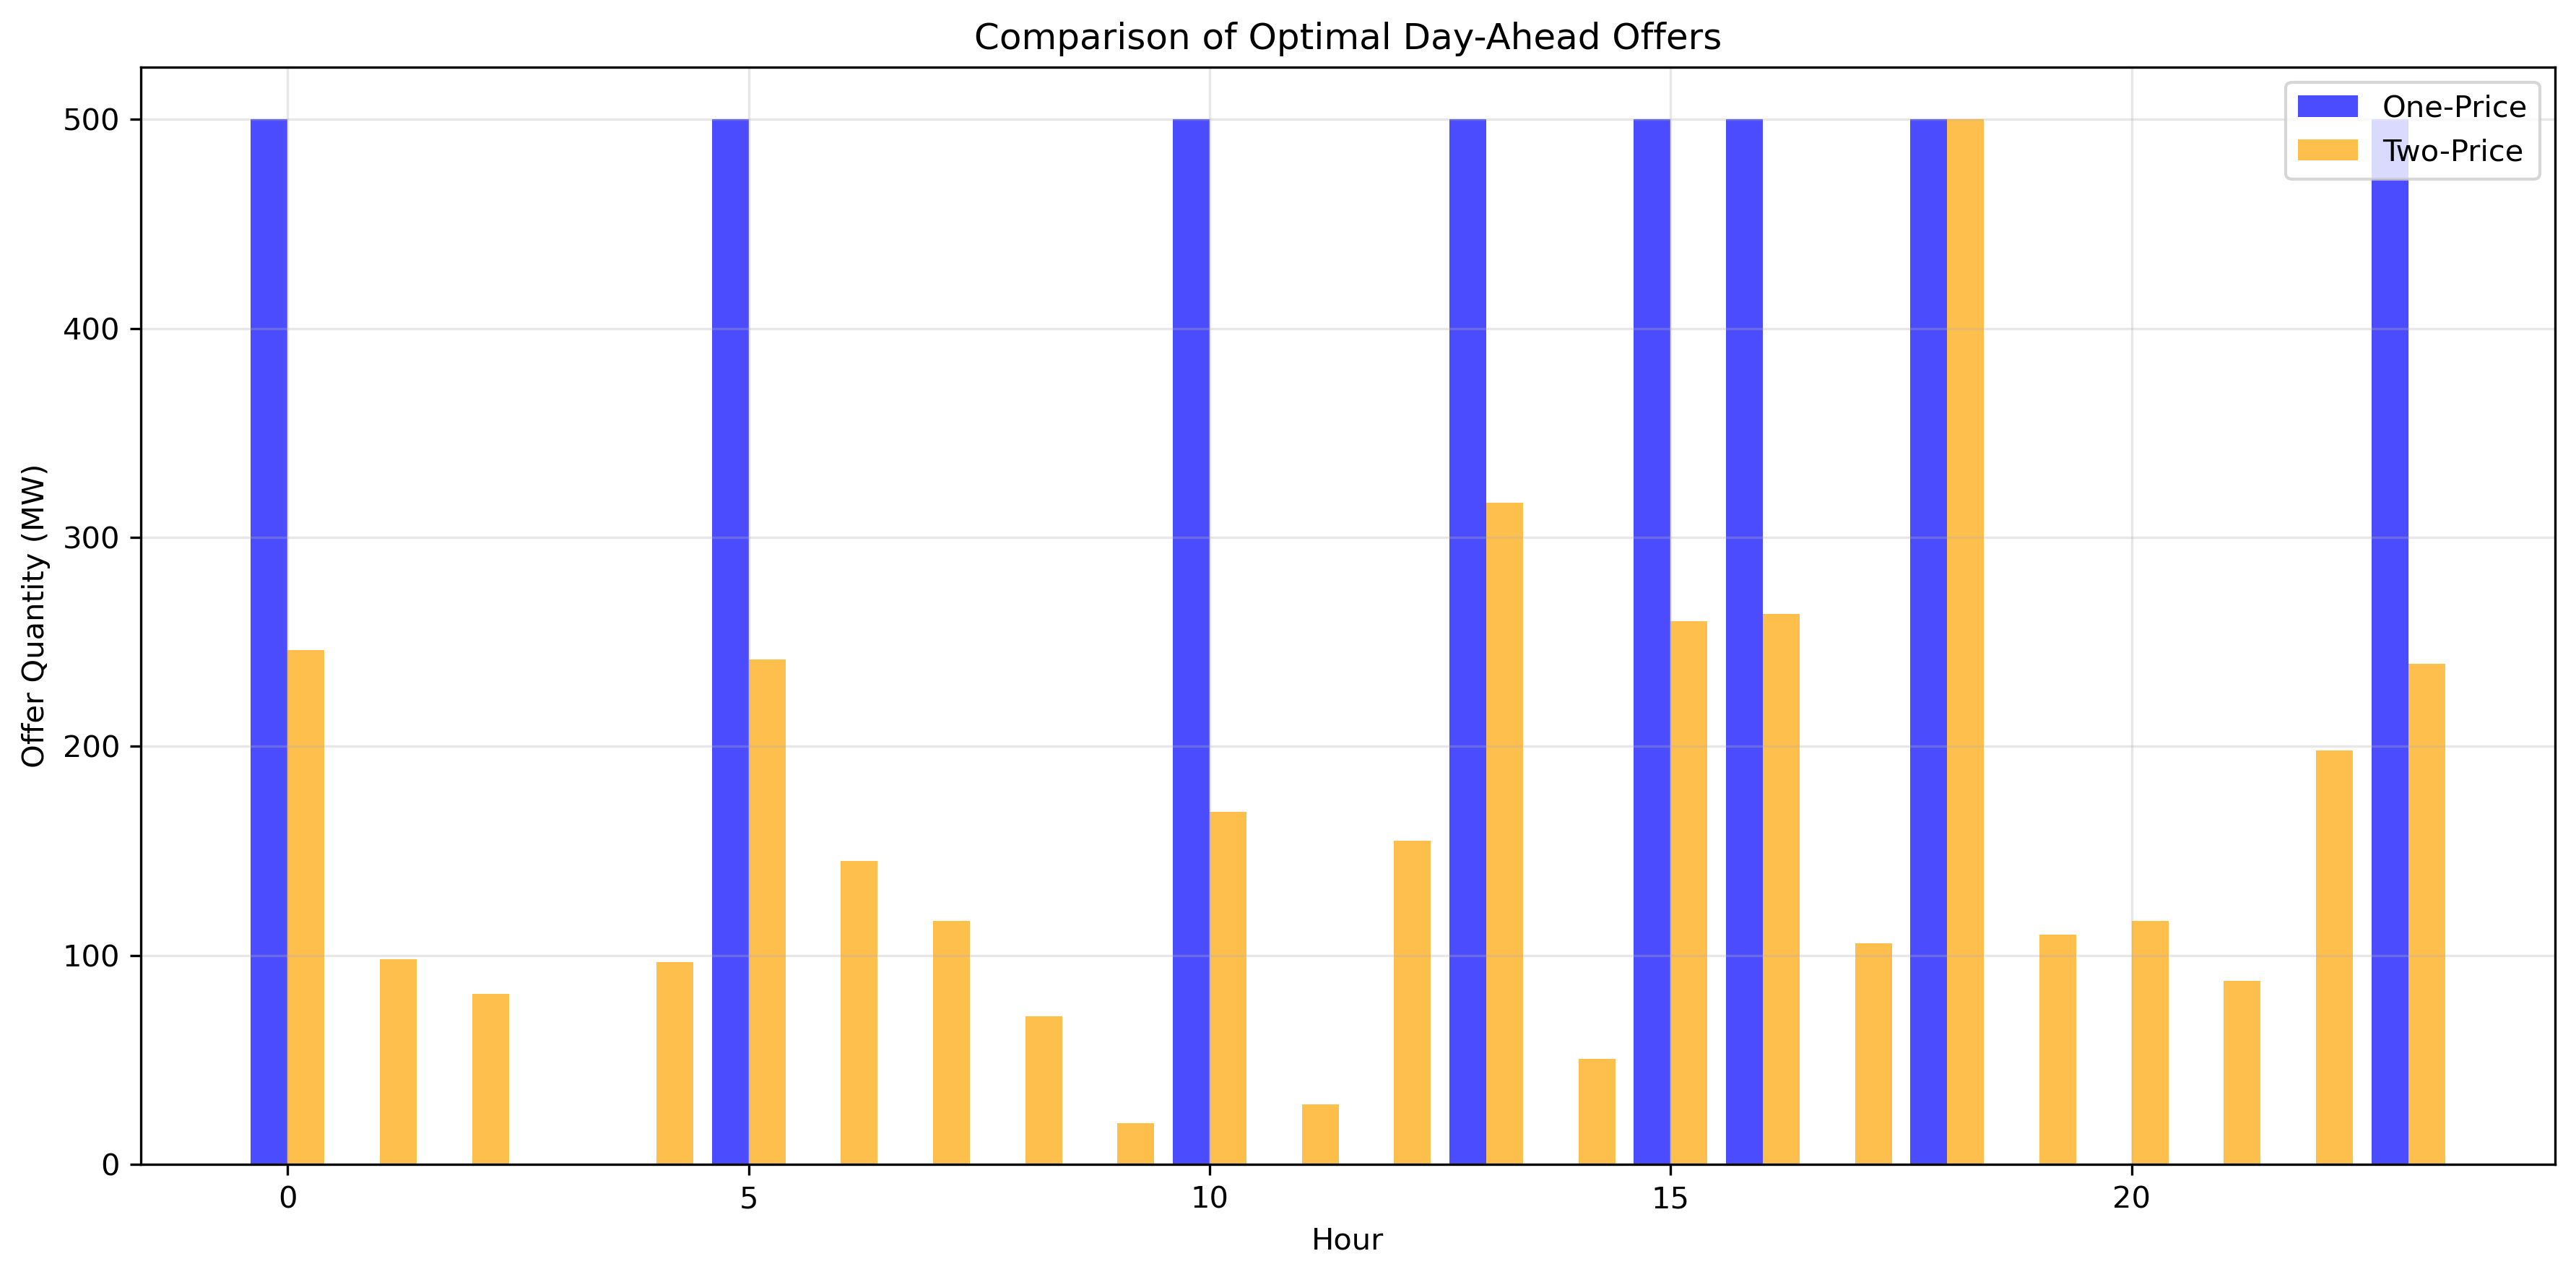 Comparison of Optimal Day-Ahead Offers
One-Price
Two-Price
Offer Quantity (MW)
500
400
300
200
100
0
0 5 10 15 20
Hour